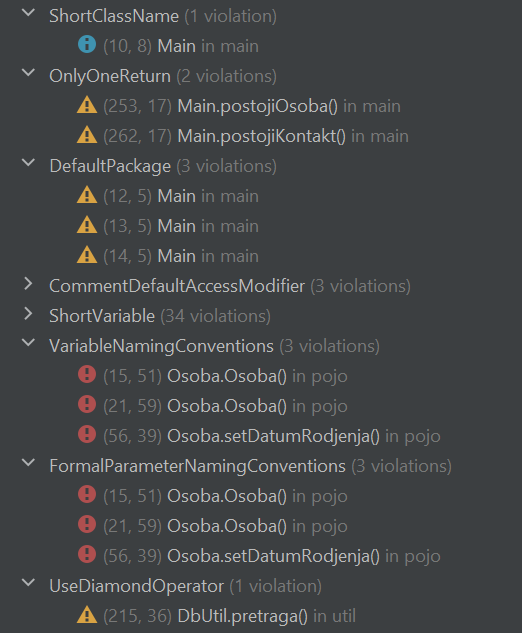 ShortClassName (1 violation)
(10, 8) Main in main
OnlyOneReturn (2 violations)
(253, 17) Main.postojiOsoba() in main
(262, 17) Main.postojiKontakt() in main
DefaultPackage (3 violations)
(12, 5) Main in main
(13, 5) Main in main
(14, 5) Main in main
CommentDefaultAccessModifier (3 violations)
ShortVariable (34 violations)
VariableNamingConventions (3 violations)
(15, 51) Osoba.Osoba() in pojo
(21, 59) Osoba.Osoba() in pojo
(56, 39) Osoba.setDatumRodjenja() in pojo
FormalParameterNamingConventions (3 violations)
(15, 51) Osoba.Osoba() in pojo
(21, 59) Osoba.Osoba() in pojo
(56, 39) Osoba.setDatumRodjenja() in pojo
UseDiamondOperator (1 violation)
(215, 36) DbUtil.pretraga() in util